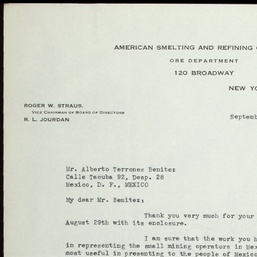 AMERICAN SMELTING AND REFINING
ORE DEPARTMENT
120 BROADWAY
NEW YO
ROGER W. STRAUS,
VICE CHAIRMAN OF BOARD OF DIRECTORS
R. L. JOURDAN
Septem
Mr. Alberto Terrones Benitez
Calle Tacuba 92, Desp. 28
Mexico, D. F., MEXICO
My dear Mr. Benitez:
Thank you very much for your
August 29th with its enclosure.
I am sure that the work you h
in representing the small mining operators in Mex
most useful in presenting to the people of Mexico